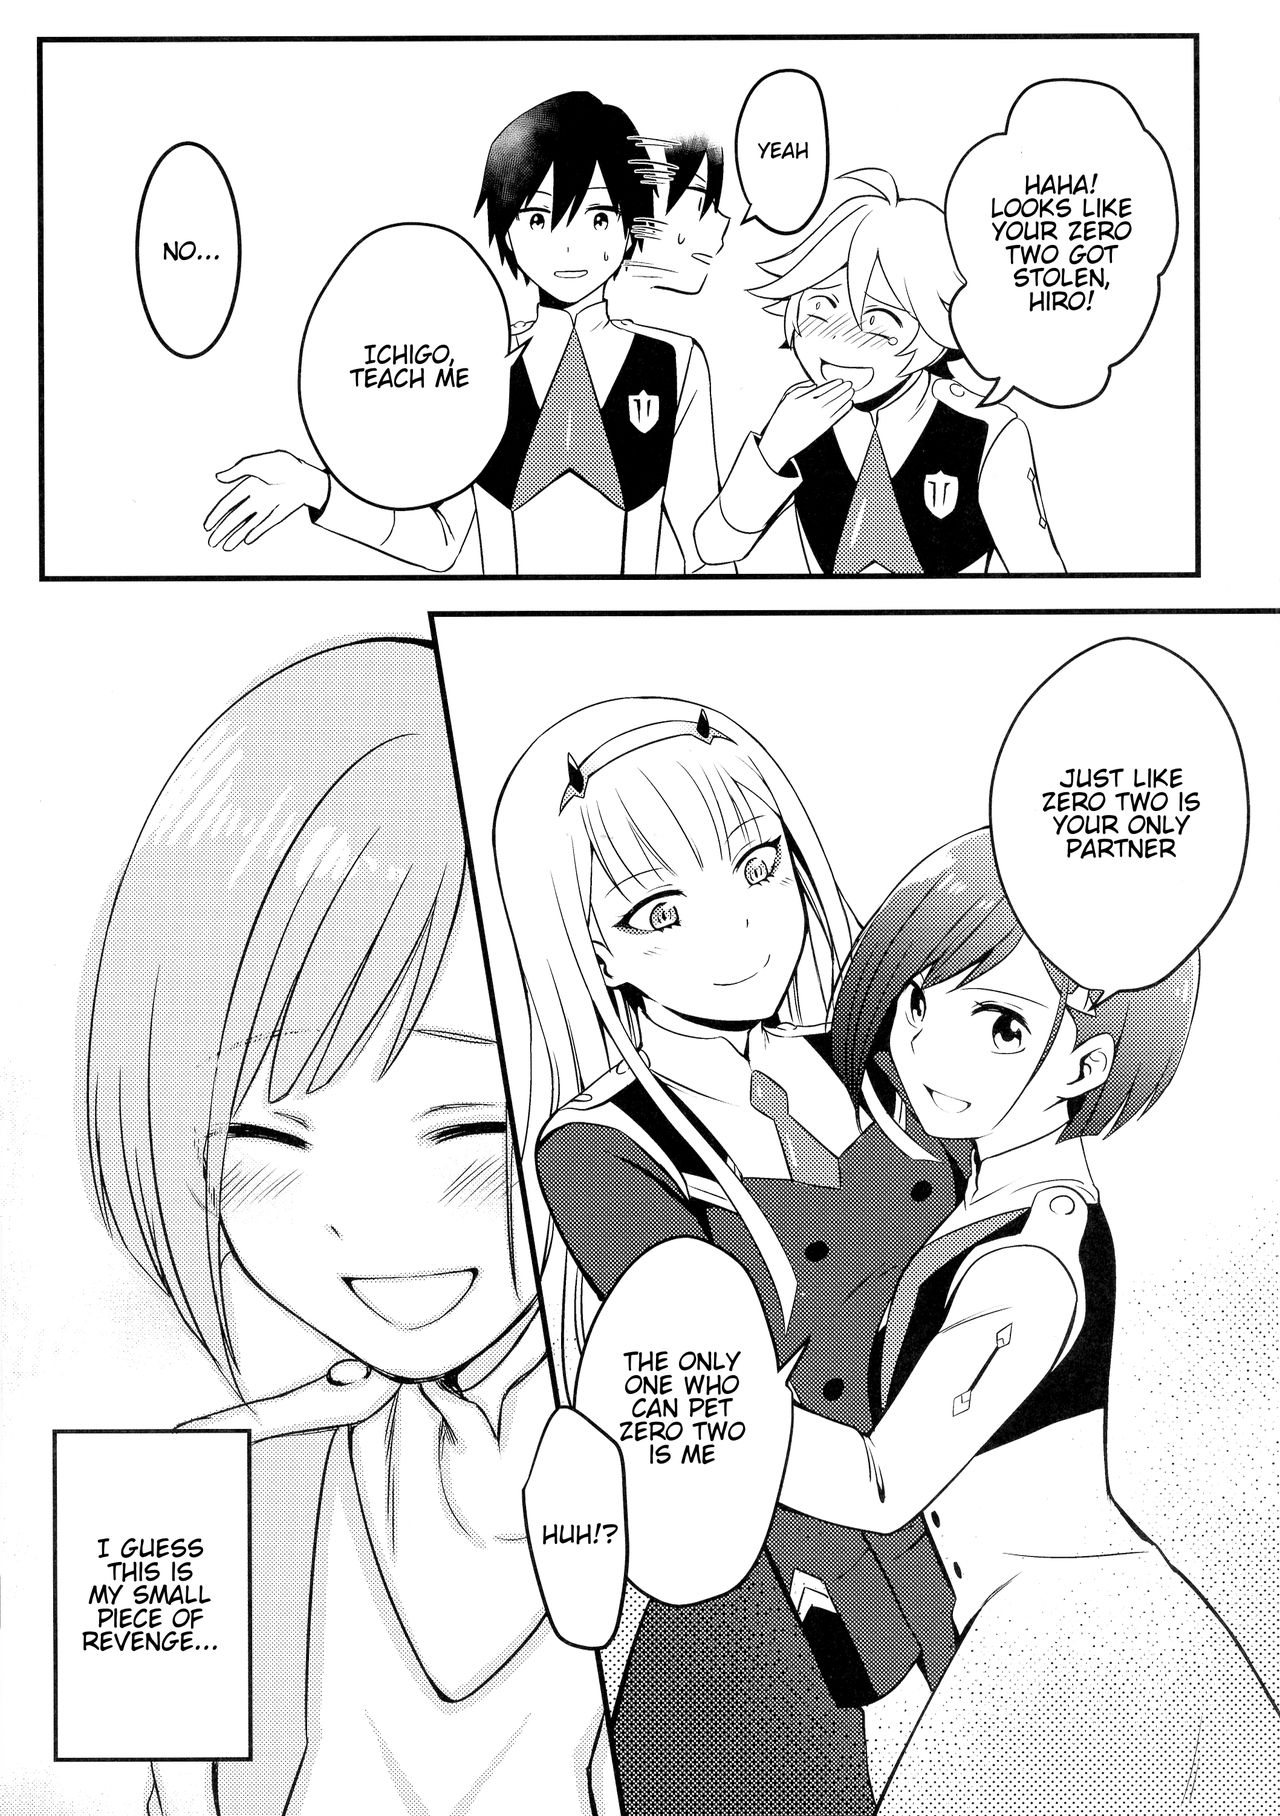 HAHA!
LOOKS LIKE
YOUR ZERO
TWO GOT
STOLEN,
HIRO!
YEAH
ICHIGO,
TEACH ME
NO...
JUST LIKE
ZERO TWO IS
YOUR ONLY
PARTNER
THE ONLY
ONE WHO
CAN PET
ZERO TWO
IS ME
HUH!?
I GUESS
THIS IS
MY SMALL
PIECE OF
REVENGE...